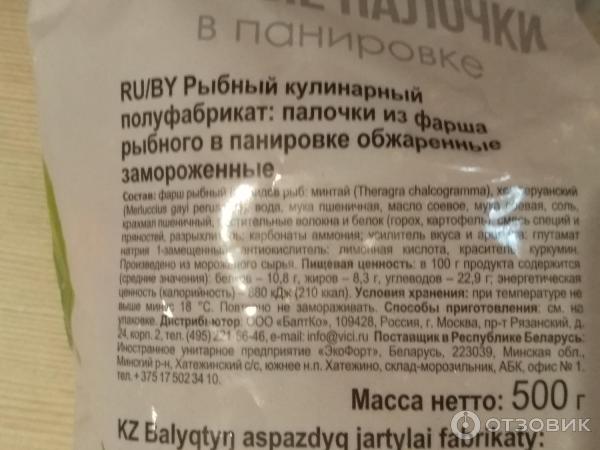 ПАЛОЧКИ
в панировке
RU/BY Рыбный кулинарный
полуфабрикат: палочки из фарша
рыбного в панировке обжаренные
замороженные
Состав: фарш рыбный рыб: минтай (Theragra chalcogramma), перуанский
(Merluccius gayi вода, мука пшеничная, масло соевое, мука соевая, соль,
крахмал пшеничный, растительные волокна и белок (горох, картофель), смесь специй и
пряностей, разрыхлитель: карбонаты аммония; усилитель вкуса и аромата: глутамат
натрия 1-замещенный, антиокислитель: лимонная кислота, краситель: куркумин.
Произведено из мороженого сырья. Пищевая ценность: в 100 г продукта содержится
(средние значения): белков – 10,8 г, жиров – 8,3 г, углеводов – 22,9 г; энергетическая
ценность (калорийность) – 880 кДж (210 ккал). Условия хранения: при температуре не
выше минус 18 °С. Повторно не замораживать. Способы приготовления: см. на
упаковке. Дистрибьютор: ООО «БалтКо», 109428, Россия, г. Москва, пр-т Рязанский, д.
24, корп. 2, тел. (495) 221 56-46, e-mail: info@vici.ru Поставщик в Республике Беларусь:
Иностранное унитарное предприятие «ЭкоФорт», Беларусь, 223039, Минская обл.,
Минский р-н, Хатежинский с/с, южнее н.п. Хатежино, склад-морозильник, АБК, офис № 1.
тел. +375 17 502 34 10.
Масса нетто: 500 г
KZ Balyqtyń aspazdyq jartylai fabrikaty:
ОТЗОВИК